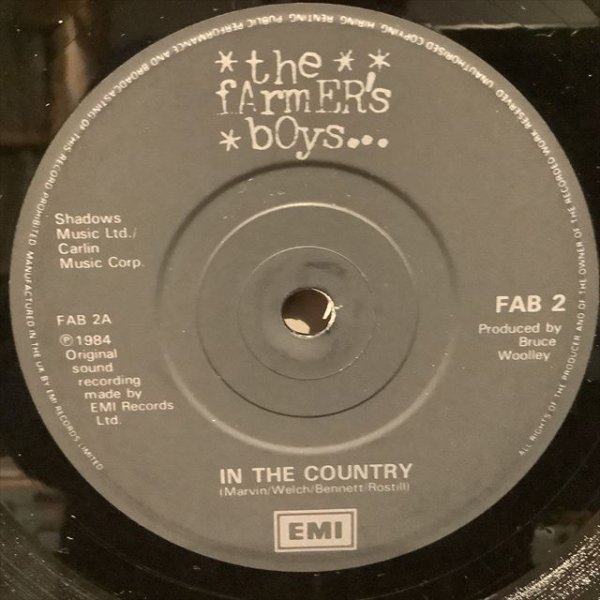 *the**
fArmER's
*bOys...
Shadows
Music Ltd./
Carlin
Music Corp.
FAB 2A
Ⓟ1984
Original
sound
recording
made by
EMI Records
Ltd.
FAB 2
Produced by
Bruce
Woolley
IN THE COUNTRY
(Marvin/Welch/Bennett/Rostill)
EMI
ALL RIGHTS OF THE PRODUCER AND OF THE OWNER OF THE RECORDED WORK RESERVED UNAUTHORISED COPYING HIRING RENTING PUBLIC PERFORMANCE AND BROADCASTING OF THIS RECORD PROHIBITED. MANUFACTURED IN THE UK BY EMI RECORDS LIMITED